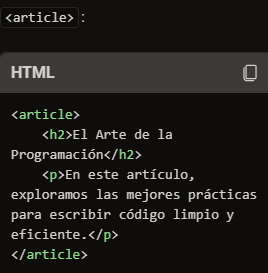 <article> :
HTML
<article>
    <h2>El Arte de la
Programación</h2>
    <p>En este artículo,
exploramos las mejores prácticas
para escribir código limpio y
eficiente.</p>
</article>